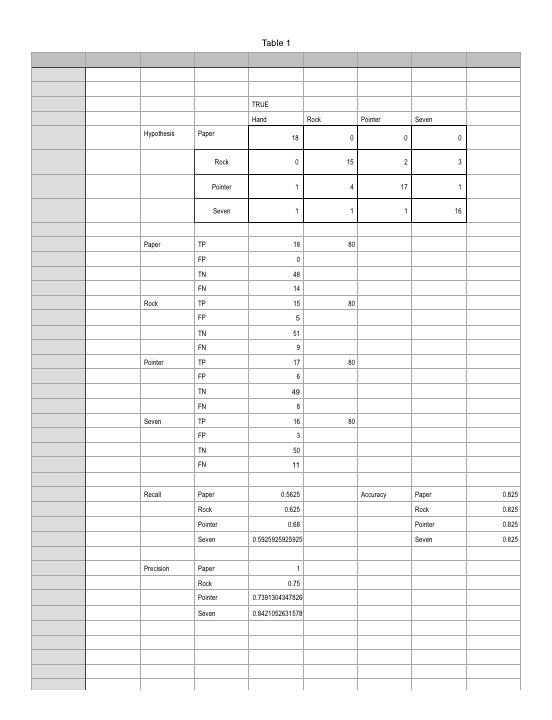 Table 1
TRUE
Hand Rock Pointer Seven
Hypothesis Paper 18 0 0 0
Rock 0 15 2 3
Pointer 1 4 17 1
Seven 1 1 1 16
Paper TP 18 80
FP 0
TN 48
FN 14
Rock TP 15 80
FP 5
TN 51
FN 9
Pointer TP 17 80
FP 6
TN 49
FN 8
Seven TP 16 80
FP 3
TN 50
FN 11
Recall Paper 0.5625 Accuracy Paper 0.825
Rock 0.625 Rock 0.825
Pointer 0.68 Pointer 0.825
Seven 0.5925925925925 Seven 0.825
Precision Paper 1
Rock 0.75
Pointer 0.7391304347826
Seven 0.8421052631578